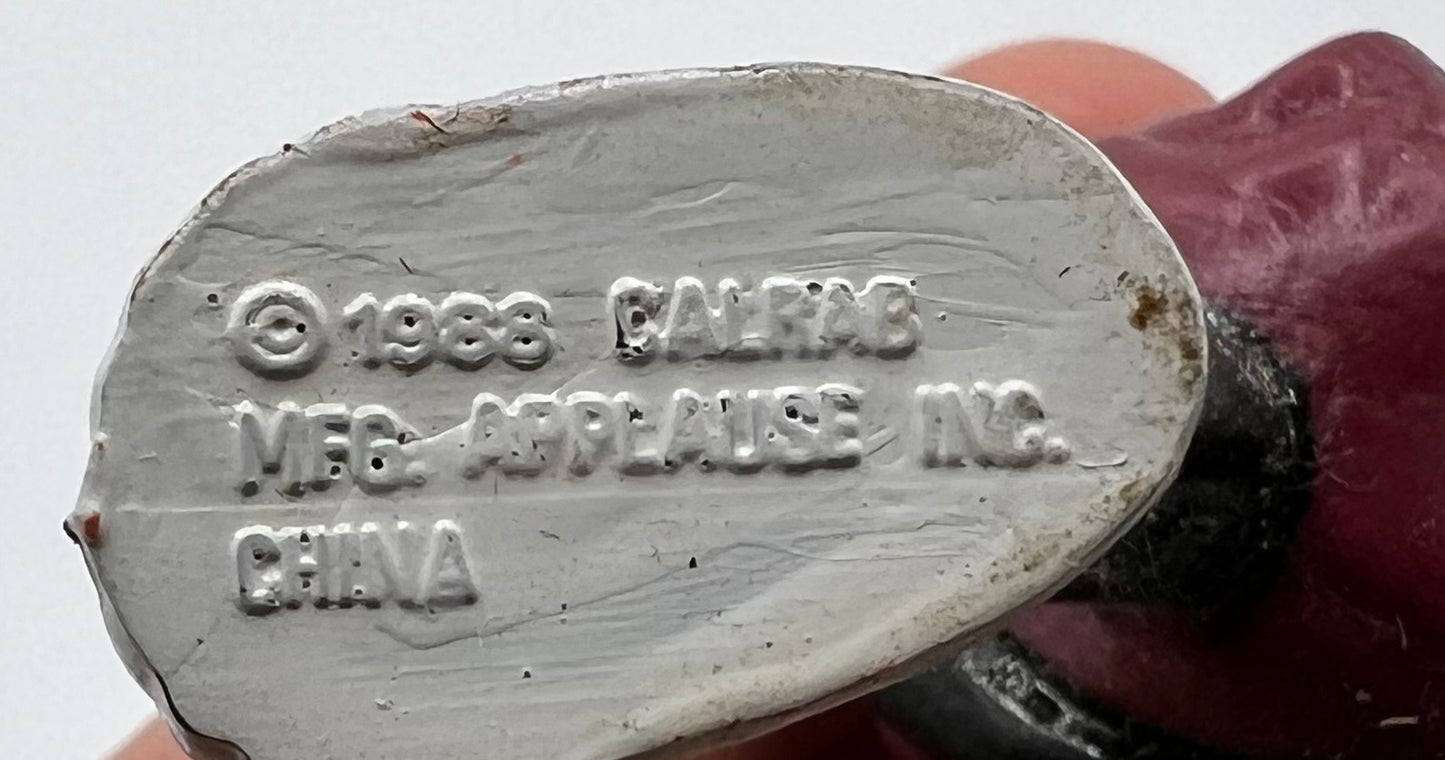 ©1988 CALRAB
MFG. APPLAUSE INC.
CHINA